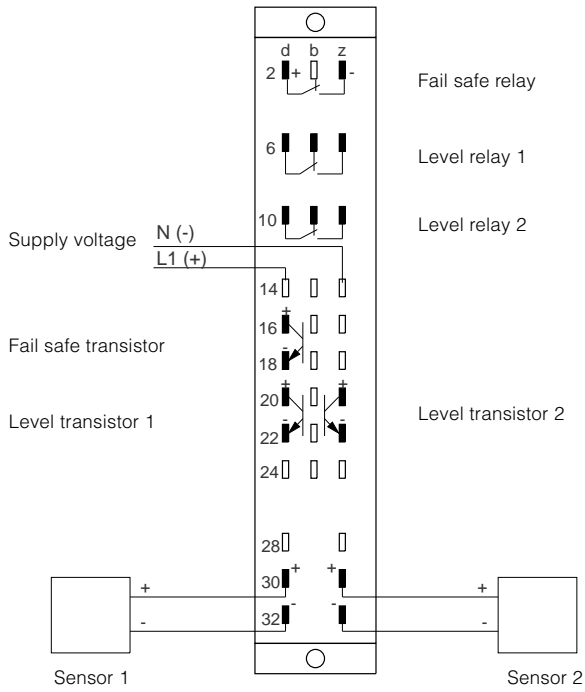 d b z
2 + -
Fail safe relay
6
Level relay 1
10
Level relay 2
Supply voltage
N (-)
L1 (+)
14
+
16
Fail safe transistor
-
18
+ +
20
Level transistor 1
Level transistor 2
- -
22
24
28
+ +
30
+ +
- -
32
- -
Sensor 1
Sensor 2